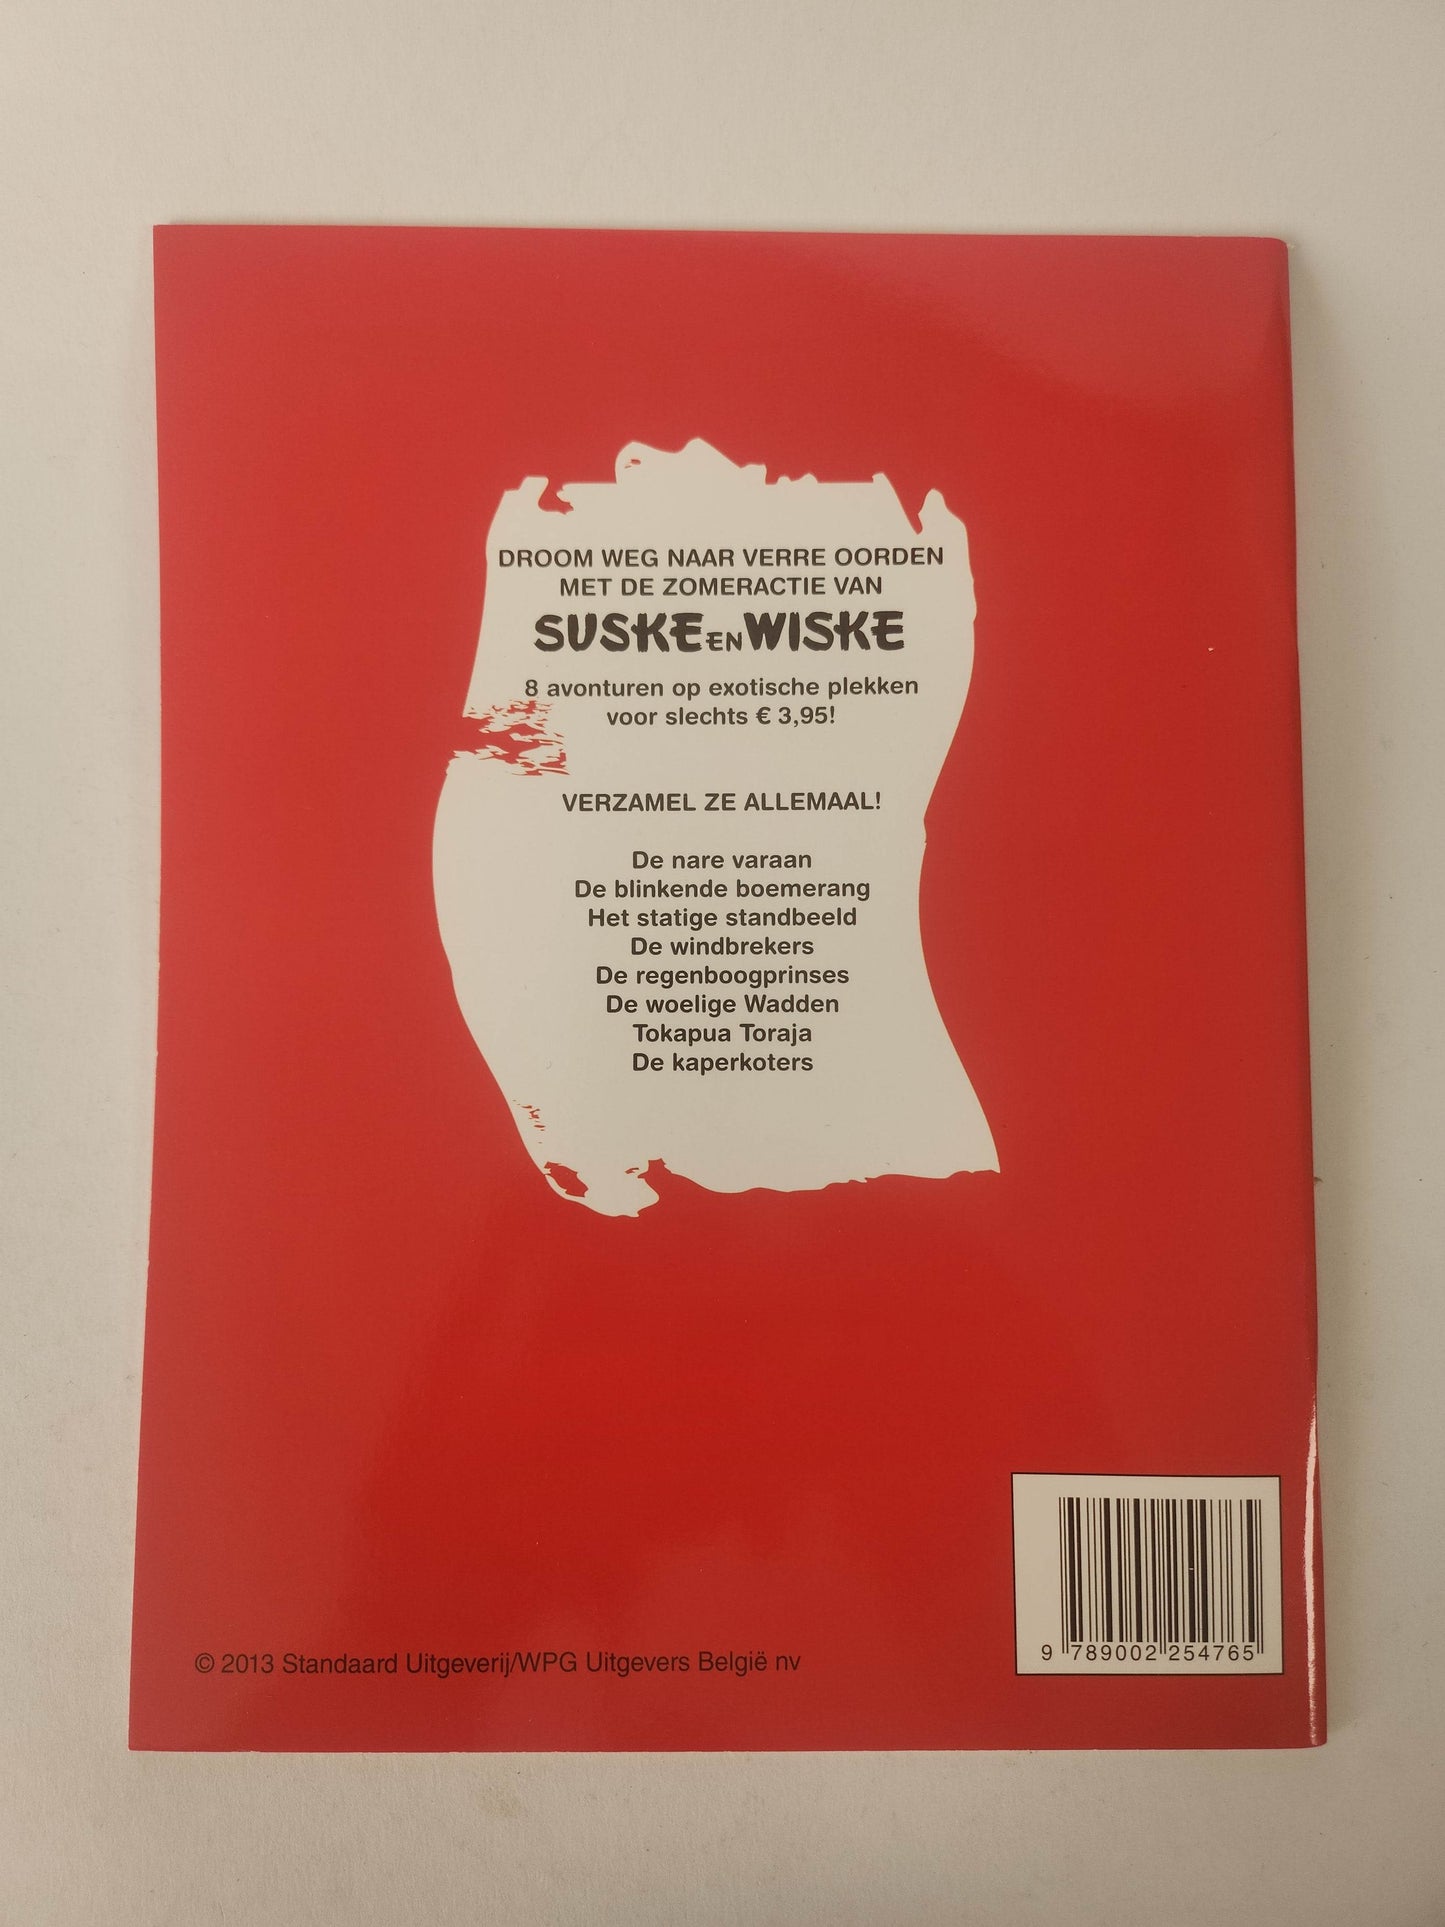 DROOM WEG NAAR VERRE OORDEN
MET DE ZOMERACTIE VAN
SUSKE EN WISKE
8 avonturen op exotische plekken
voor slechts € 3,95!
VERZAMEL ZE ALLEMAAL!
De nare varaan
De blinkende boemerang
Het statige standbeeld
De windbrekers
De regenboogprinses
De woelige Wadden
Tokapua Toraja
De kaperkoters
© 2013 Standaard Uitgeverij/WPG Uitgevers België nv
9 789002 254765